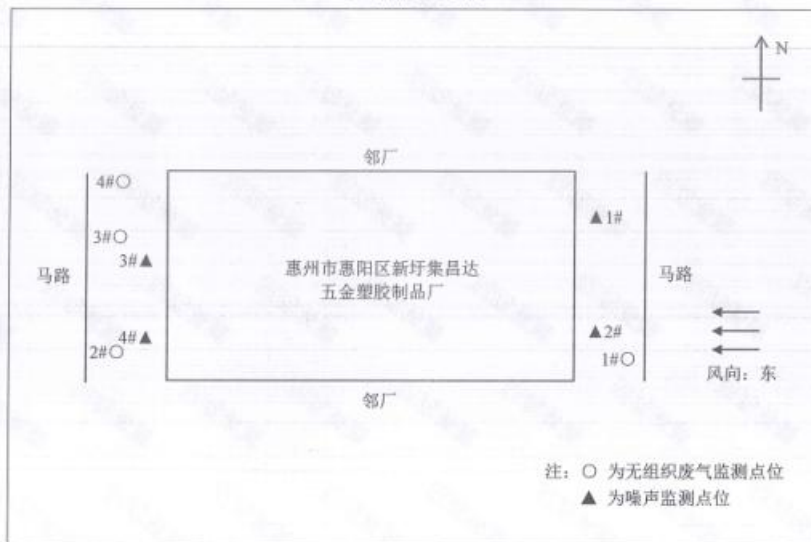 N
邻厂
4#○
▲1#
3#○
3#▲
惠州市惠阳区新圩集昌达
五金塑胶制品厂
马路
马路
4#▲
▲2#
2#○
1#○
风向：东
邻厂
注：○ 为无组织废气监测点位
▲ 为噪声监测点位